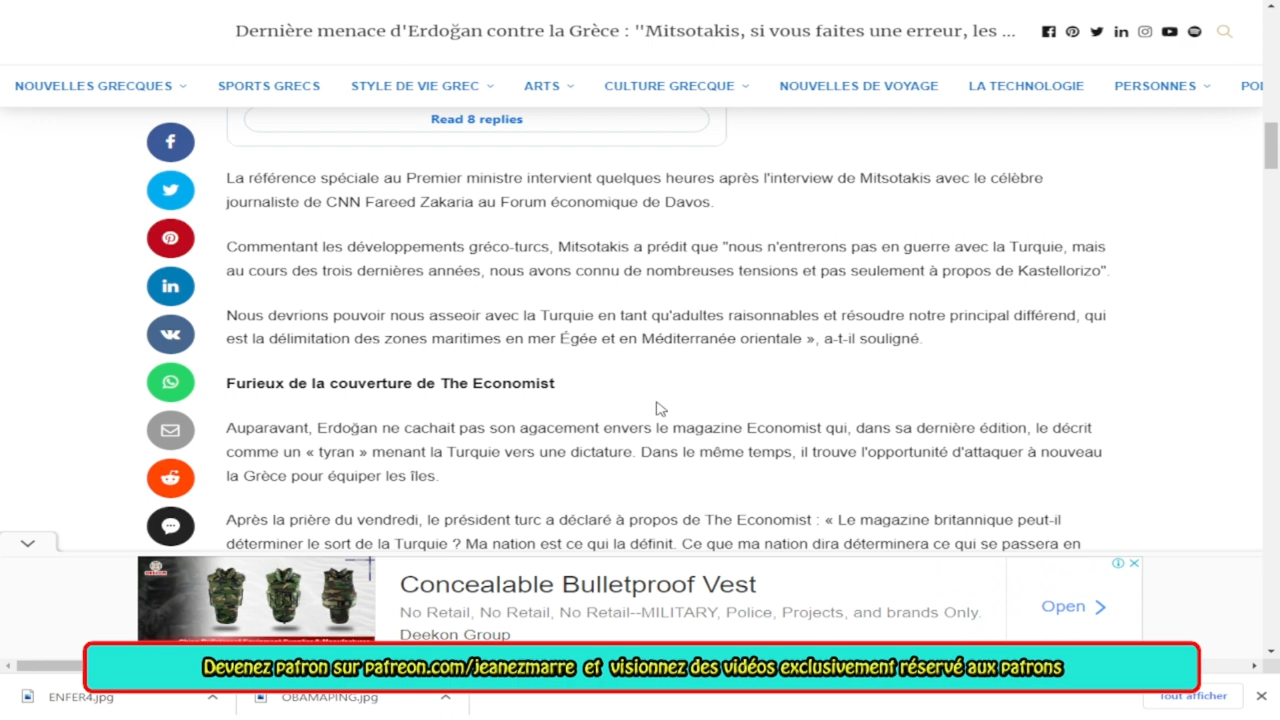 Dernière menace d'Erdoğan contre la Grèce : "Mitsotakis, si vous faites une erreur, les ...
NOUVELLES GRECQUES SPORTS GRECS STYLE DE VIE GREC ARTS CULTURE GRECQUE NOUVELLES DE VOYAGE LA TECHNOLOGIE PERSONNES
Read 8 replies
La référence spéciale au Premier ministre intervient quelques heures après l'interview de Mitsotakis avec le célèbre
journaliste de CNN Fareed Zakaria au Forum économique de Davos.
Commentant les développements gréco-turcs, Mitsotakis a prédit que "nous n'entrerons pas en guerre avec la Turquie, mais
au cours des trois dernières années, nous avons connu de nombreuses tensions et pas seulement à propos de Kastellorizo".
Nous devrions pouvoir nous asseoir avec la Turquie en tant qu'adultes raisonnables et résoudre notre principal différend, qui
est la délimitation des zones maritimes en mer Égée et en Méditerranée orientale », a-t-il souligné.
Furieux de la couverture de The Economist
Auparavant, Erdoğan ne cachait pas son agacement envers le magazine Economist qui, dans sa dernière édition, le décrit
comme un « tyran » menant la Turquie vers une dictature. Dans le même temps, il trouve l'opportunité d'attaquer à nouveau
la Grèce pour équiper les îles.
Après la prière du vendredi, le président turc a déclaré à propos de The Economist : « Le magazine britannique peut-il
déterminer le sort de la Turquie ? Ma nation est ce qui la définit. Ce que ma nation dira déterminera ce qui se passera en
Concealable Bulletproof Vest
No Retail, No Retail, No Retail--MILITARY, Police, Projects, and brands Only.
Deekon Group
Open
Devenez patron sur patreon.com/jeanezmarre et visionnez des vidéos exclusivement réservé aux patrons
ENFER4.jpg OBAMAPING.jpg Tout afficher